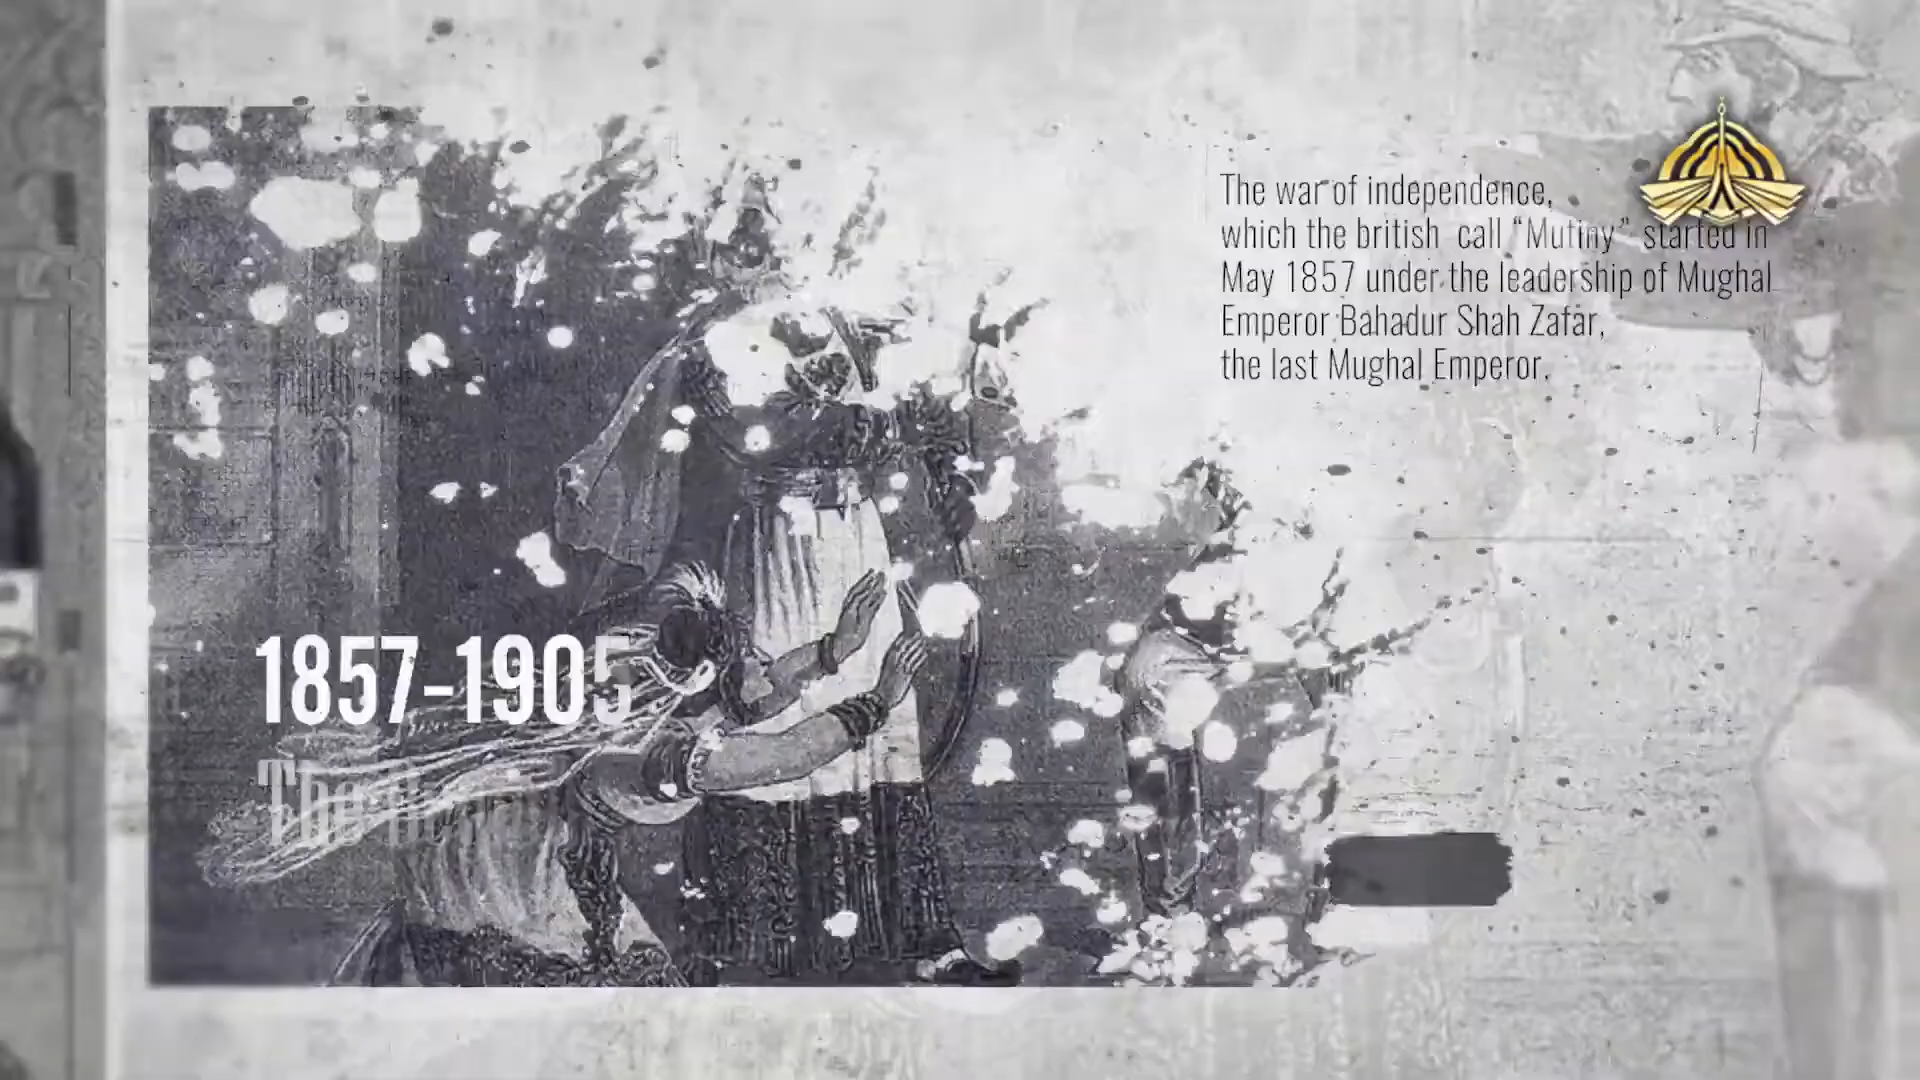 The war of independence,
which the british call “Mutiny” started in
May 1857 under the leadership of Mughal
Emperor Bahadur Shah Zafar,
the last Mughal Emperor.
1857-1905
The